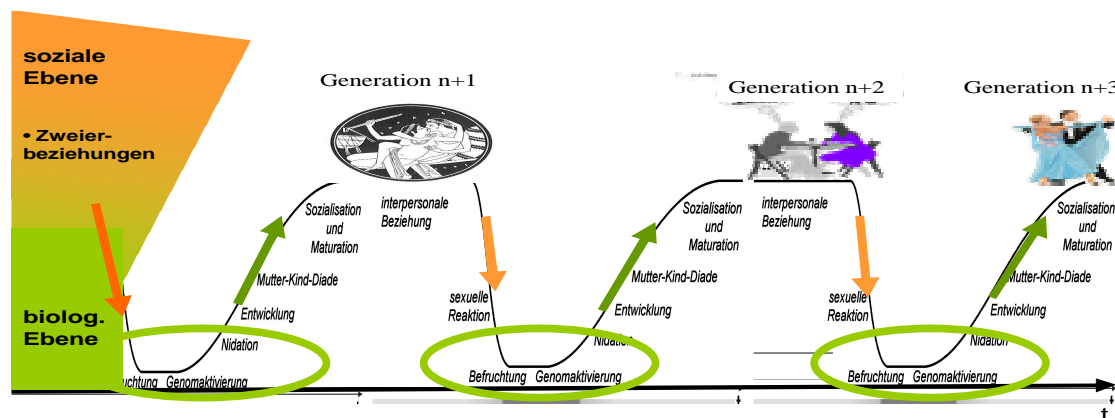 soziale
Ebene
• Zweier-
beziehungen
biolog.
Ebene
Generation n+1
Generation n+2
Generation n+3
Sozialisation
und
Maturation
interpersonale
Beziehung
Mutter-Kind-Diade
Entwicklung
Nidation
Genomaktivierung
sexuelle
Reaktion
Befruchtung Genomaktivierung
Nidation
Entwicklung
Mutter-Kind-Diade
Sozialisation
und
Maturation
interpersonale
Beziehung
sexuelle
Reaktion
Befruchtung Genomaktivierung
Nidation
Entwicklung
Mutter-Kind-Diade
Sozialisation
und
Maturation
t
t
t
t